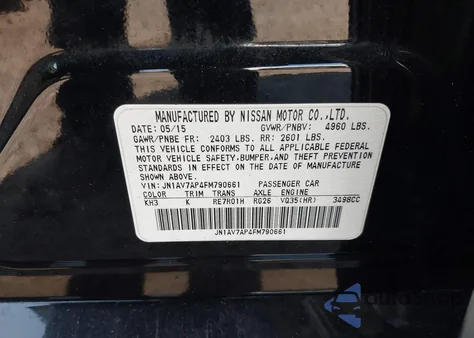 MANUFACTURED BY NISSAN MOTOR CO.,LTD.
DATE: 05/15 GVWR/PNBV: 4960 LBS.
GAWR/PNBE FR: 2403 LBS. RR: 2601 LBS.
THIS VEHICLE CONFORMS TO ALL APPLICABLE FEDERAL
MOTOR VEHICLE SAFETY,BUMPER,AND THEFT PREVENTION
STANDARDS IN EFFECT ON THE DATE OF MANUFACTURE
SHOWN ABOVE.
VIN: JN1AV7AP4FM790661 PASSENGER CAR
COLOR TRIM TRANS AXLE ENGINE
KH3 K RE7R01H RG26 VQ35(HR) 3498CC
JN1AV7AP4FM790661